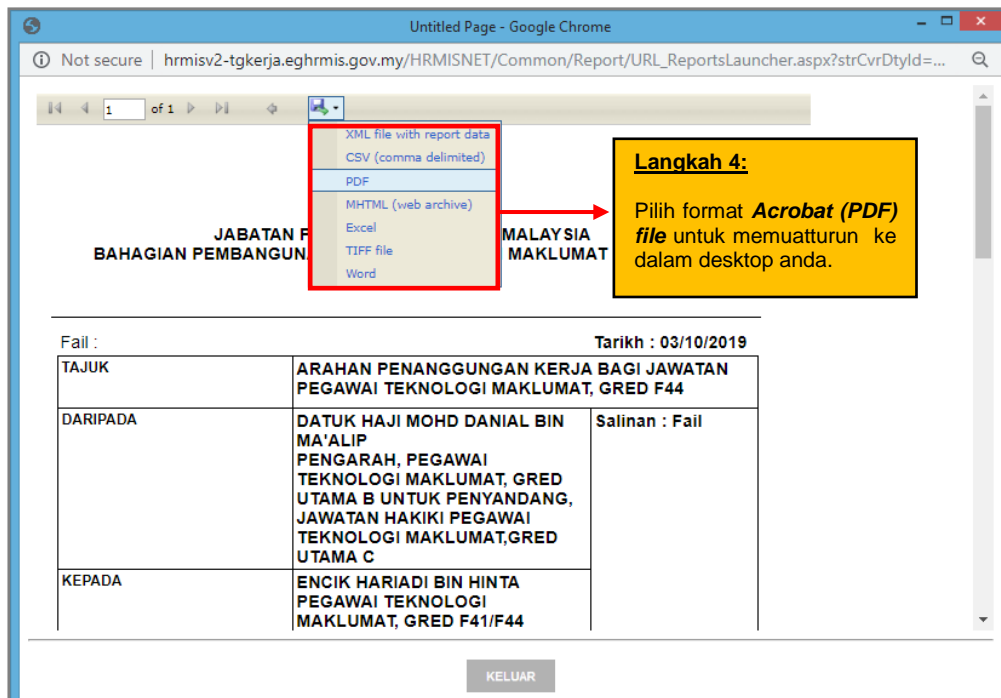 Untitled Page - Google Chrome
Not secure | hrmisv2-tgkerja.eghrmis.gov.my/HRMISNET/Common/Report/URL_ReportsLauncher.aspx?strCvrDtyId=...
1 of 1
XML file with report data
CSV (comma delimited)
PDF
MHTML (web archive)
Excel
TIFF file
Word
Langkah 4:
Pilih format Acrobat (PDF)
file untuk memuatturun ke
dalam desktop anda.
JABATAN P MALAYSIA
BAHAGIAN PEMBANGUN MAKLUMAT
Fail :
Tarikh : 03/10/2019
TAJUK
ARAHAN PENANGGUNGAN KERJA BAGI JAWATAN
PEGAWAI TEKNOLOGI MAKLUMAT, GRED F44
DARIPADA
DATUK HAJI MOHD DANIAL BIN
MA'ALIP
PENGARAH, PEGAWAI
TEKNOLOGI MAKLUMAT, GRED
UTAMA B UNTUK PENYANDANG,
JAWATAN HAKIKI PEGAWAI
TEKNOLOGI MAKLUMAT,GRED
UTAMA C
Salinan : Fail
KEPADA
ENCIK HARIADI BIN HINTA
PEGAWAI TEKNOLOGI
MAKLUMAT, GRED F41/F44
KELUAR